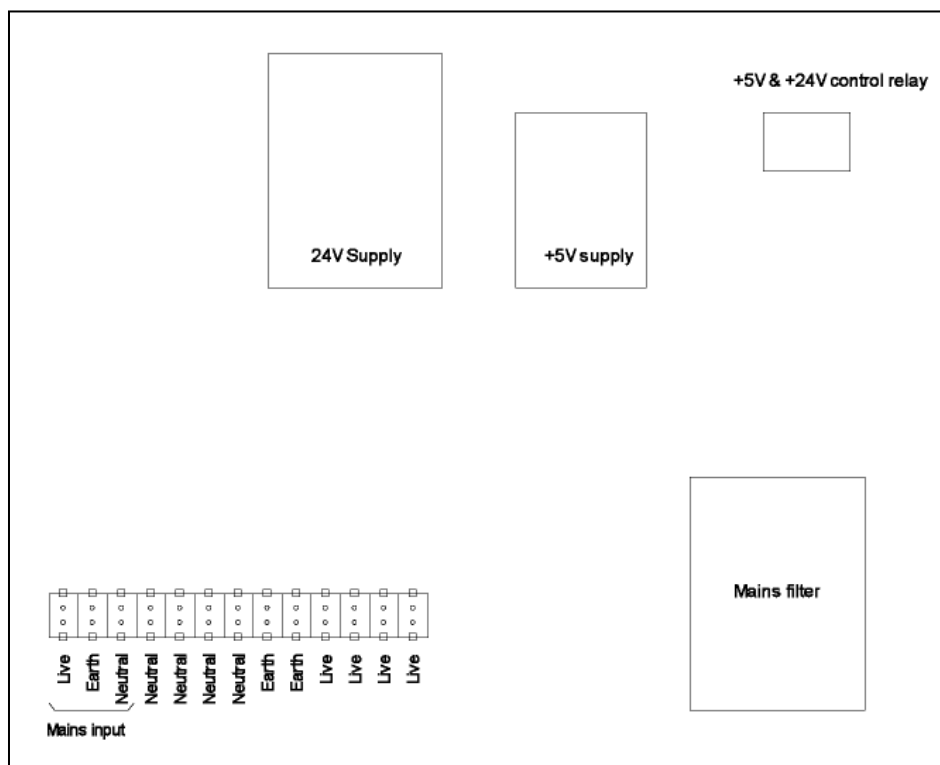 +5V & +24V control relay
24V Supply
+5V supply
Mains filter
Live
Earth
Neutral
Neutral
Neutral
Neutral
Neutral
Earth
Earth
Live
Live
Live
Live
Mains input